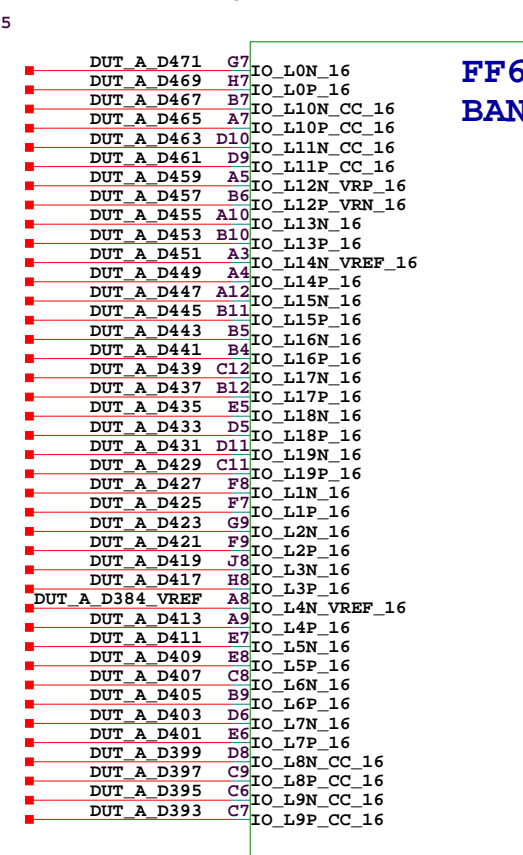 5
FF6
BAN
DUT_A_D471 G7 IO_L0N_16
DUT_A_D469 H7 IO_L0P_16
DUT_A_D467 B7 IO_L10N_CC_16
DUT_A_D465 A7 IO_L10P_CC_16
DUT_A_D463 D10 IO_L11N_CC_16
DUT_A_D461 D9 IO_L11P_CC_16
DUT_A_D459 A5 IO_L12N_VRP_16
DUT_A_D457 B6 IO_L12P_VRN_16
DUT_A_D455 A10 IO_L13N_16
DUT_A_D453 B10 IO_L13P_16
DUT_A_D451 A3 IO_L14N_VREF_16
DUT_A_D449 A4 IO_L14P_16
DUT_A_D447 A12 IO_L15N_16
DUT_A_D445 B11 IO_L15P_16
DUT_A_D443 B5 IO_L16N_16
DUT_A_D441 B4 IO_L16P_16
DUT_A_D439 C12 IO_L17N_16
DUT_A_D437 B12 IO_L17P_16
DUT_A_D435 E5 IO_L18N_16
DUT_A_D433 D5 IO_L18P_16
DUT_A_D431 D11 IO_L19N_16
DUT_A_D429 C11 IO_L19P_16
DUT_A_D427 F8 IO_L1N_16
DUT_A_D425 F7 IO_L1P_16
DUT_A_D423 G9 IO_L2N_16
DUT_A_D421 F9 IO_L2P_16
DUT_A_D419 J8 IO_L3N_16
DUT_A_D417 H8 IO_L3P_16
DUT_A_D384_VREF A8 IO_L4N_VREF_16
DUT_A_D413 A9 IO_L4P_16
DUT_A_D411 E7 IO_L5N_16
DUT_A_D409 E8 IO_L5P_16
DUT_A_D407 C8 IO_L6N_16
DUT_A_D405 B9 IO_L6P_16
DUT_A_D403 D6 IO_L7N_16
DUT_A_D401 E6 IO_L7P_16
DUT_A_D399 D8 IO_L8N_CC_16
DUT_A_D397 C9 IO_L8P_CC_16
DUT_A_D395 C6 IO_L9N_CC_16
DUT_A_D393 C7 IO_L9P_CC_16